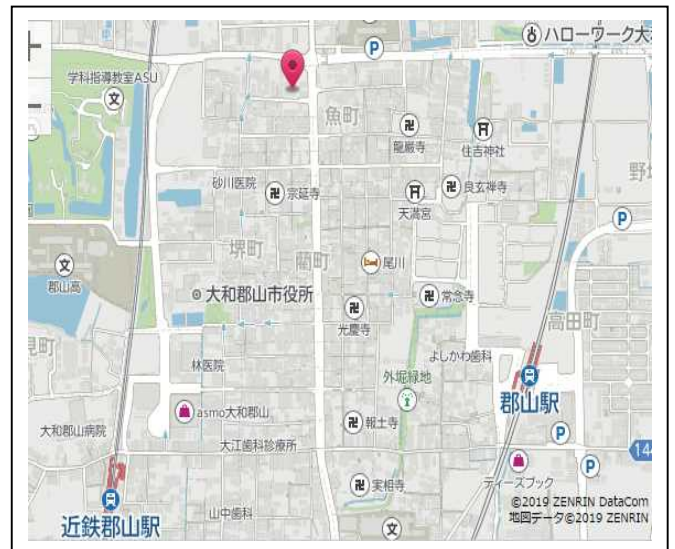 ハローワーク大
学科指導教室ASU
文
P
魚町
龍巌寺
住吉神社
野
砂川医院
宗延寺
良玄禅寺
天満宮
P
堺町
藺町
文
郡山高
尾川
大和郡山市役所
常念寺
光慶寺
高田町
見町
林医院
よしかわ歯科
外堀緑地
郡山駅
asmo大和郡山
大和郡山病院
報土寺
P
大江歯科診療所
144
ティーズブック
P
実相寺
近鉄郡山駅
山中歯科
文
©2019 ZENRIN DataCom
地図データ©2019 ZENRIN